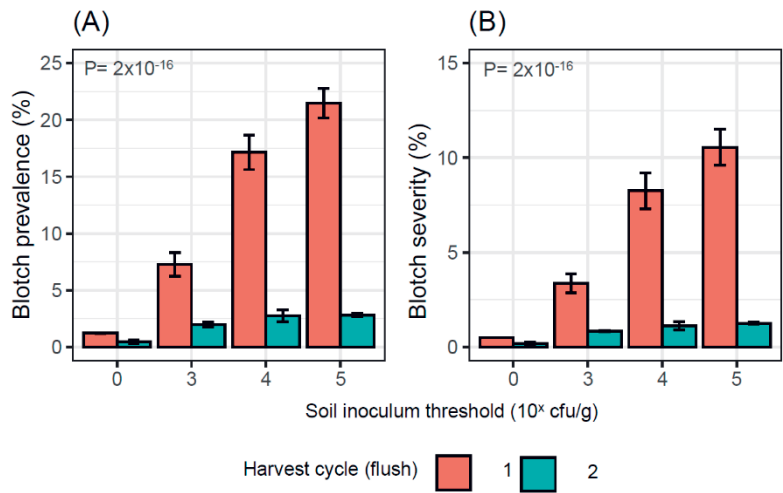 (A)
P= 2x10⁻¹⁶
Blotch prevalence (%)
25
20
15
10
5
0
0 3 4 5
(B)
P= 2x10⁻¹⁶
Blotch severity (%)
15
10
5
0
0 3 4 5
Soil inoculum threshold (10ˣ cfu/g)
Harvest cycle (flush) 1 2